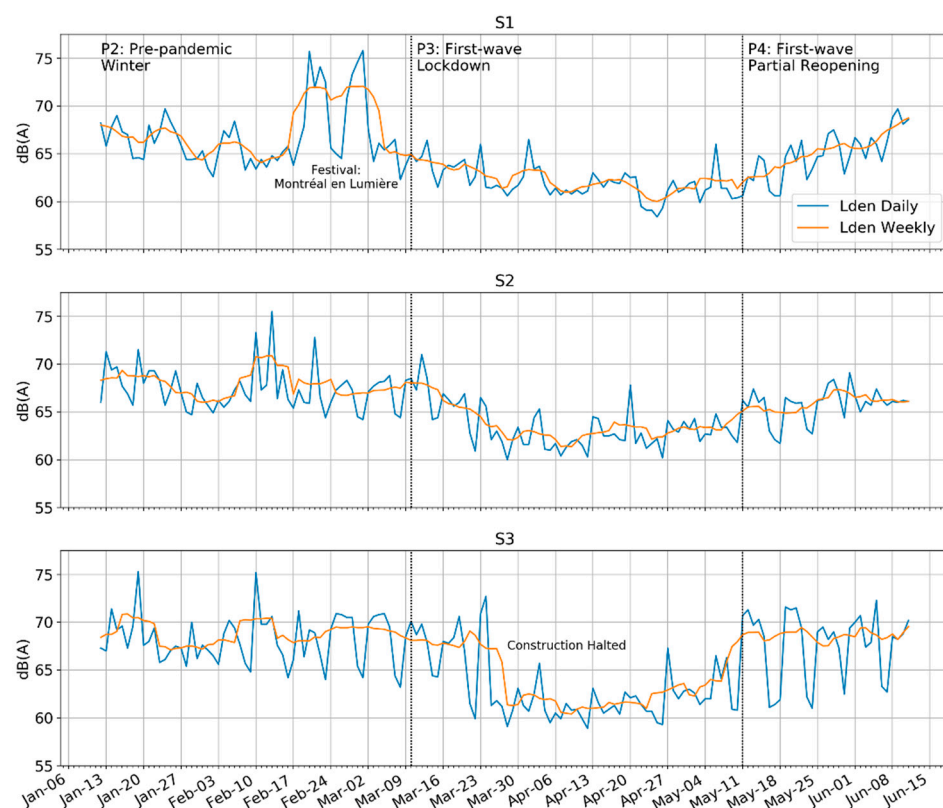 S1
P2: Pre-pandemic
Winter
P3: First-wave
Lockdown
P4: First-wave
Partial Reopening
75
70
65
60
55
dB(A)
Festival:
Montréal en Lumière
Lden Daily
Lden Weekly
S2
75
70
65
60
55
dB(A)
S3
75
70
65
60
55
dB(A)
Construction Halted
Jan-06
Jan-13
Jan-20
Jan-27
Feb-03
Feb-10
Feb-17
Feb-24
Mar-02
Mar-09
Mar-16
Mar-23
Mar-30
Apr-06
Apr-13
Apr-20
Apr-27
May-04
May-11
May-18
May-25
Jun-01
Jun-08
Jun-15